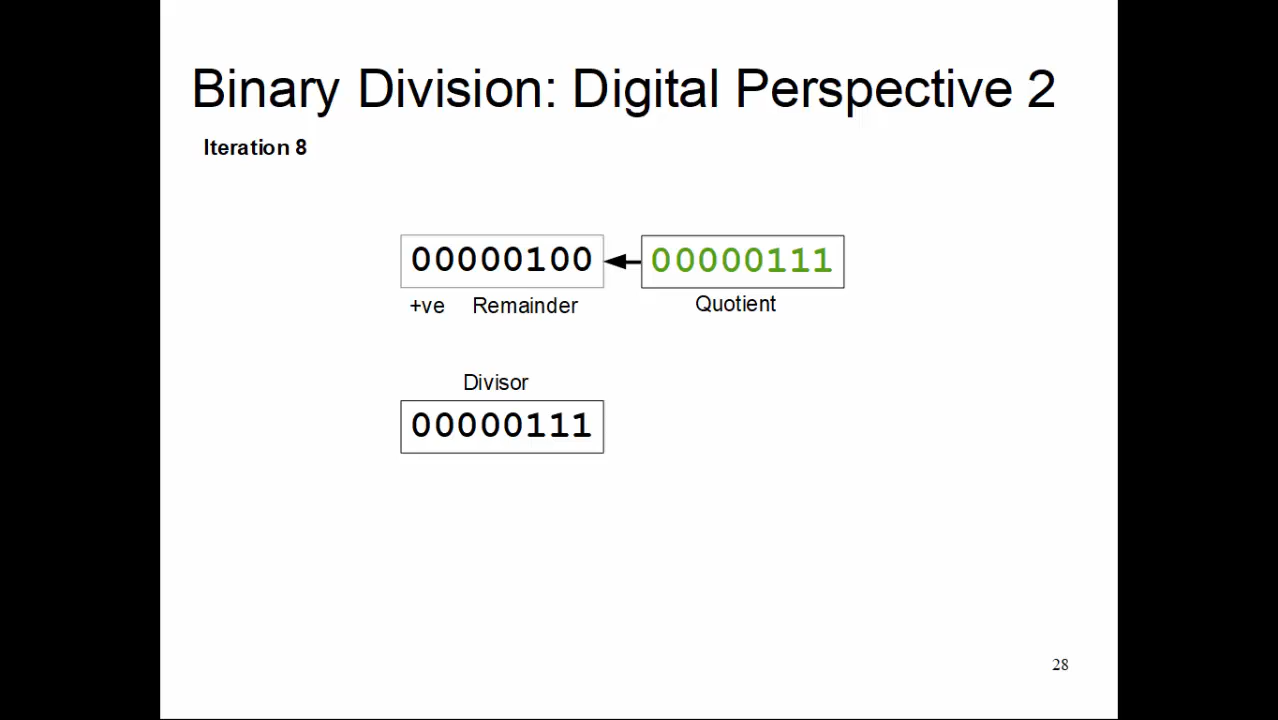 Binary Division: Digital Perspective 2
Iteration 8
00000100 00000111
+ve Remainder Quotient
Divisor
00000111
28